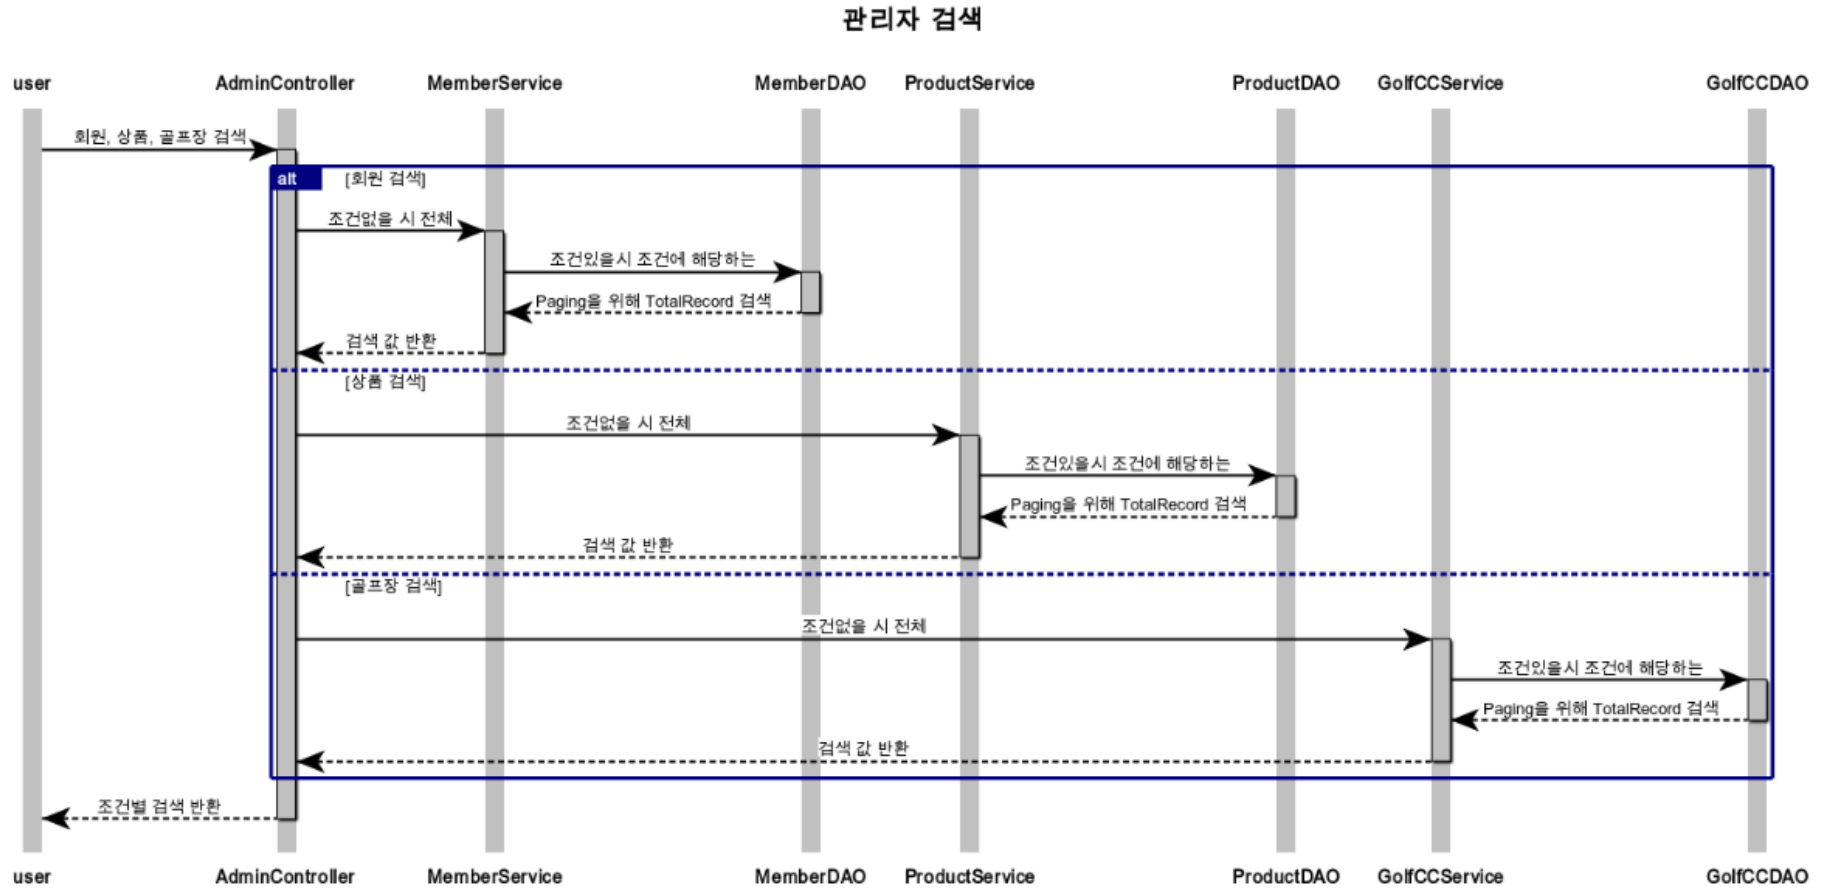 관리자 검색
user AdminController MemberService MemberDAO ProductService ProductDAO GolfCCService GolfCCDAO
회원, 상품, 골프장 검색
alt [회원 검색]
조건없을 시 전체
조건있을시 조건에 해당하는
Paging을 위해 TotalRecord 검색
검색 값 반환
[상품 검색]
조건없을 시 전체
조건있을시 조건에 해당하는
Paging을 위해 TotalRecord 검색
검색 값 반환
[골프장 검색]
조건없을 시 전체
조건있을시 조건에 해당하는
Paging을 위해 TotalRecord 검색
검색 값 반환
조건별 검색 반환
user AdminController MemberService MemberDAO ProductService ProductDAO GolfCCService GolfCCDAO